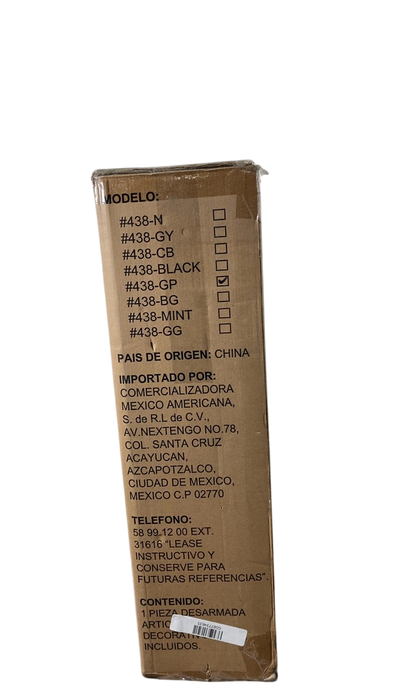 MODELO:
#438-N
#438-GY
#438-CB
#438-BLACK
#438-GP
#438-BG
#438-MINT
#438-GG
PAIS DE ORIGEN: CHINA
IMPORTADO POR:
COMERCIALIZADORA
MEXICO AMERICANA,
S. de R.L de C.V.,
AV.NEXTENGO NO.78,
COL. SANTA CRUZ
ACAYUCAN,
AZCAPOTZALCO,
CIUDAD DE MEXICO,
MEXICO C.P 02770
TELEFONO:
58 99 12 00 EXT.
31616 "LEASE
INSTRUCTIVO Y
CONSERVE PARA
FUTURAS REFERENCIAS".
CONTENIDO:
1 PIEZA DESARMADA
INCLUIDOS.